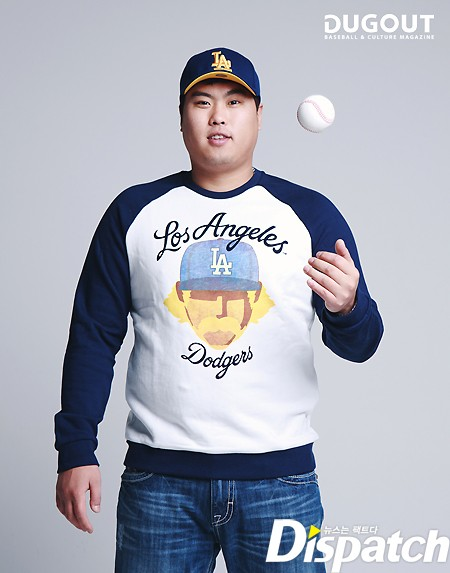 DUGOUT
BASEBALL & CULTURE MAGAZINE
LA
Los Angeles
LA
Dodgers
뉴스는 팩트다
Dispatch